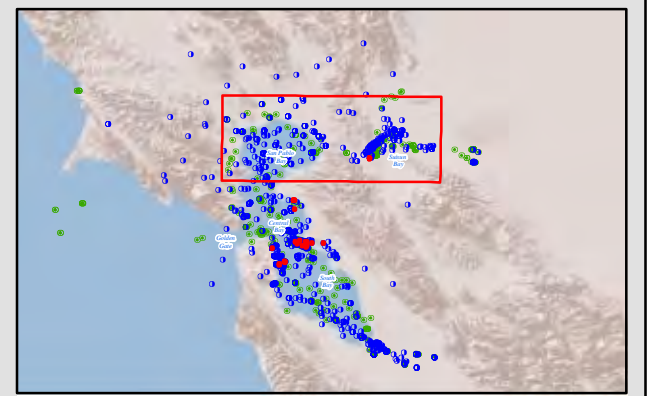 San Pablo
Bay
Suisun
Bay
Central
Bay
Golden
Gate
South
Bay